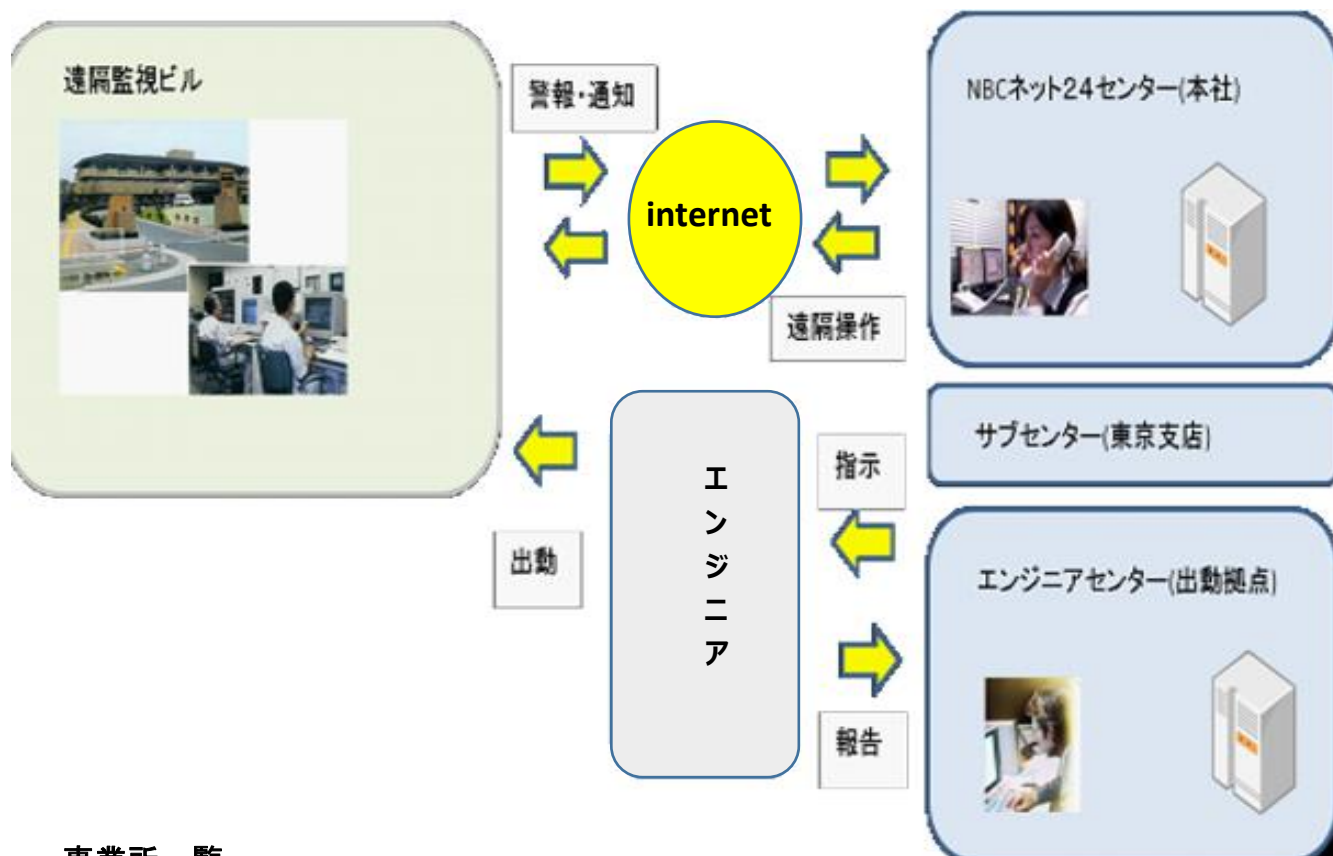 遠隔監視ビル
警報・通知
internet
NBCネット24センター(本社)
遠隔操作
サブセンター(東京支店)
指示
エンジニア
出動
エンジニアセンター(出動拠点)
報告